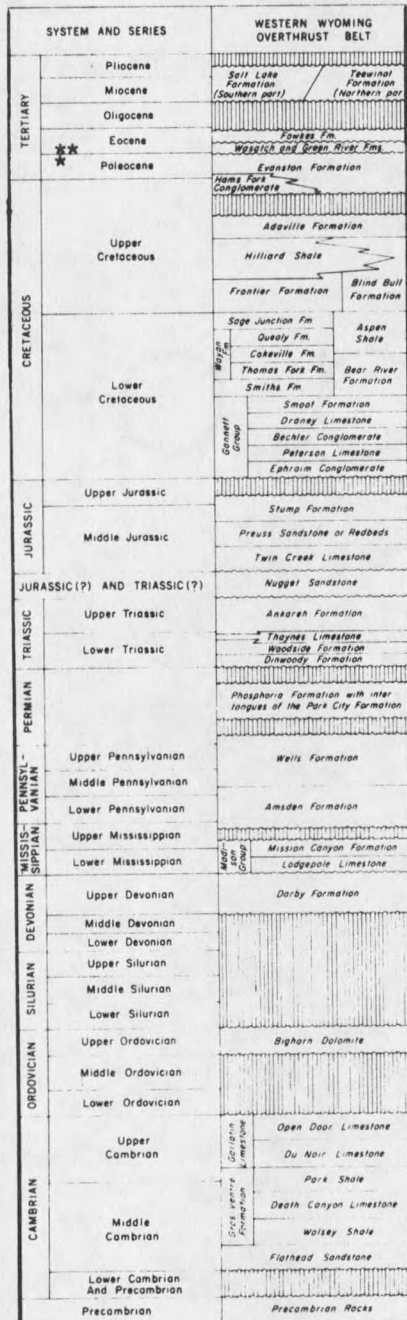 SYSTEM AND SERIES
WESTERN WYOMING
OVERTHRUST BELT
TERTIARY
Pliocene
Miocene
Salt Lake
Formation
(Southern part)
Teewinot
Formation
(Northern par
Oligocene
Eocene
Fowkes Fm.
**
Wasatch and Green River Fms
*
Paleocene
Evanston Formation
Hams Fork
Conglomerate
CRETACEOUS
Upper
Cretaceous
Adaville Formation
Hilliard Shale
Frontier Formation
Blind Bull
Formation
Lower
Cretaceous
Wayan
Fm
Sage Junction Fm
Quealy Fm.
Cokeville Fm.
Thomas Fork Fm.
Smiths Fm
Aspen
Shale
Bear River
Formation
Gannett
Group
Smoot Formation
Draney Limestone
Bechler Conglomerate
Peterson Limestone
Ephraim Conglomerate
JURASSIC
Upper Jurassic
Middle Jurassic
Stump Formation
Preuss Sandstone or Redbeds
Twin Creek Limestone
JURASSIC(?) AND TRIASSIC(?)
Nugget Sandstone
TRIASSIC
Upper Triassic
Ankareh Formation
Lower Triassic
Thaynes Limestone
Woodside Formation
Dinwoody Formation
PERMIAN
Phosphoria Formation with inter
tongues of the Park City Formation
PENNSYL-
VANIAN
Upper Pennsylvanian
Wells Formation
Middle Pennsylvanian
Lower Pennsylvanian
Amsden Formation
MISSIS-
SIPPIAN
Upper Mississippian
Lower Mississippian
Madi-
son
Group
Mission Canyon Formation
Lodgepole Limestone
DEVONIAN
Upper Devonian
Darby Formation
Middle Devonian
Lower Devonian
SILURIAN
Upper Silurian
Middle Silurian
Lower Silurian
ORDOVICIAN
Upper Ordovician
Bighorn Dolomite
Middle Ordovician
Lower Ordovician
CAMBRIAN
Upper
Cambrian
Gallatin
Limestone
Open Door Limestone
Du Noir Limestone
Middle
Cambrian
Gros Ventre
Formation
Park Shale
Death Canyon Limestone
Wolsey Shale
Flathead Sandstone
Lower Cambrian
And Precambrian
Precambrian
Precambrian Rocks